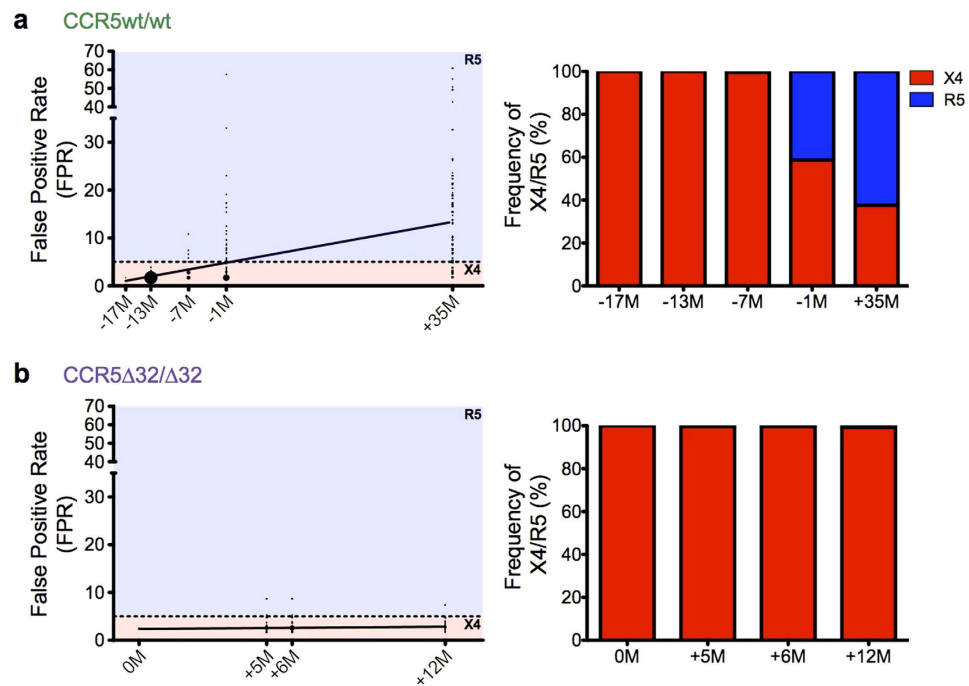 a CCR5wt/wt
False Positive Rate
(FPR)
70
60
50
40
30
20
10
0
R5
X4
-17M
-13M
-7M
-1M
+35M
Frequency of
X4/R5 (%)
100
80
60
40
20
0
-17M -13M -7M -1M +35M
X4
R5
b CCR5Δ32/Δ32
False Positive Rate
(FPR)
70
60
50
40
30
20
10
0
R5
X4
0M
+5M
+6M
+12M
Frequency of
X4/R5 (%)
100
80
60
40
20
0
0M +5M +6M +12M